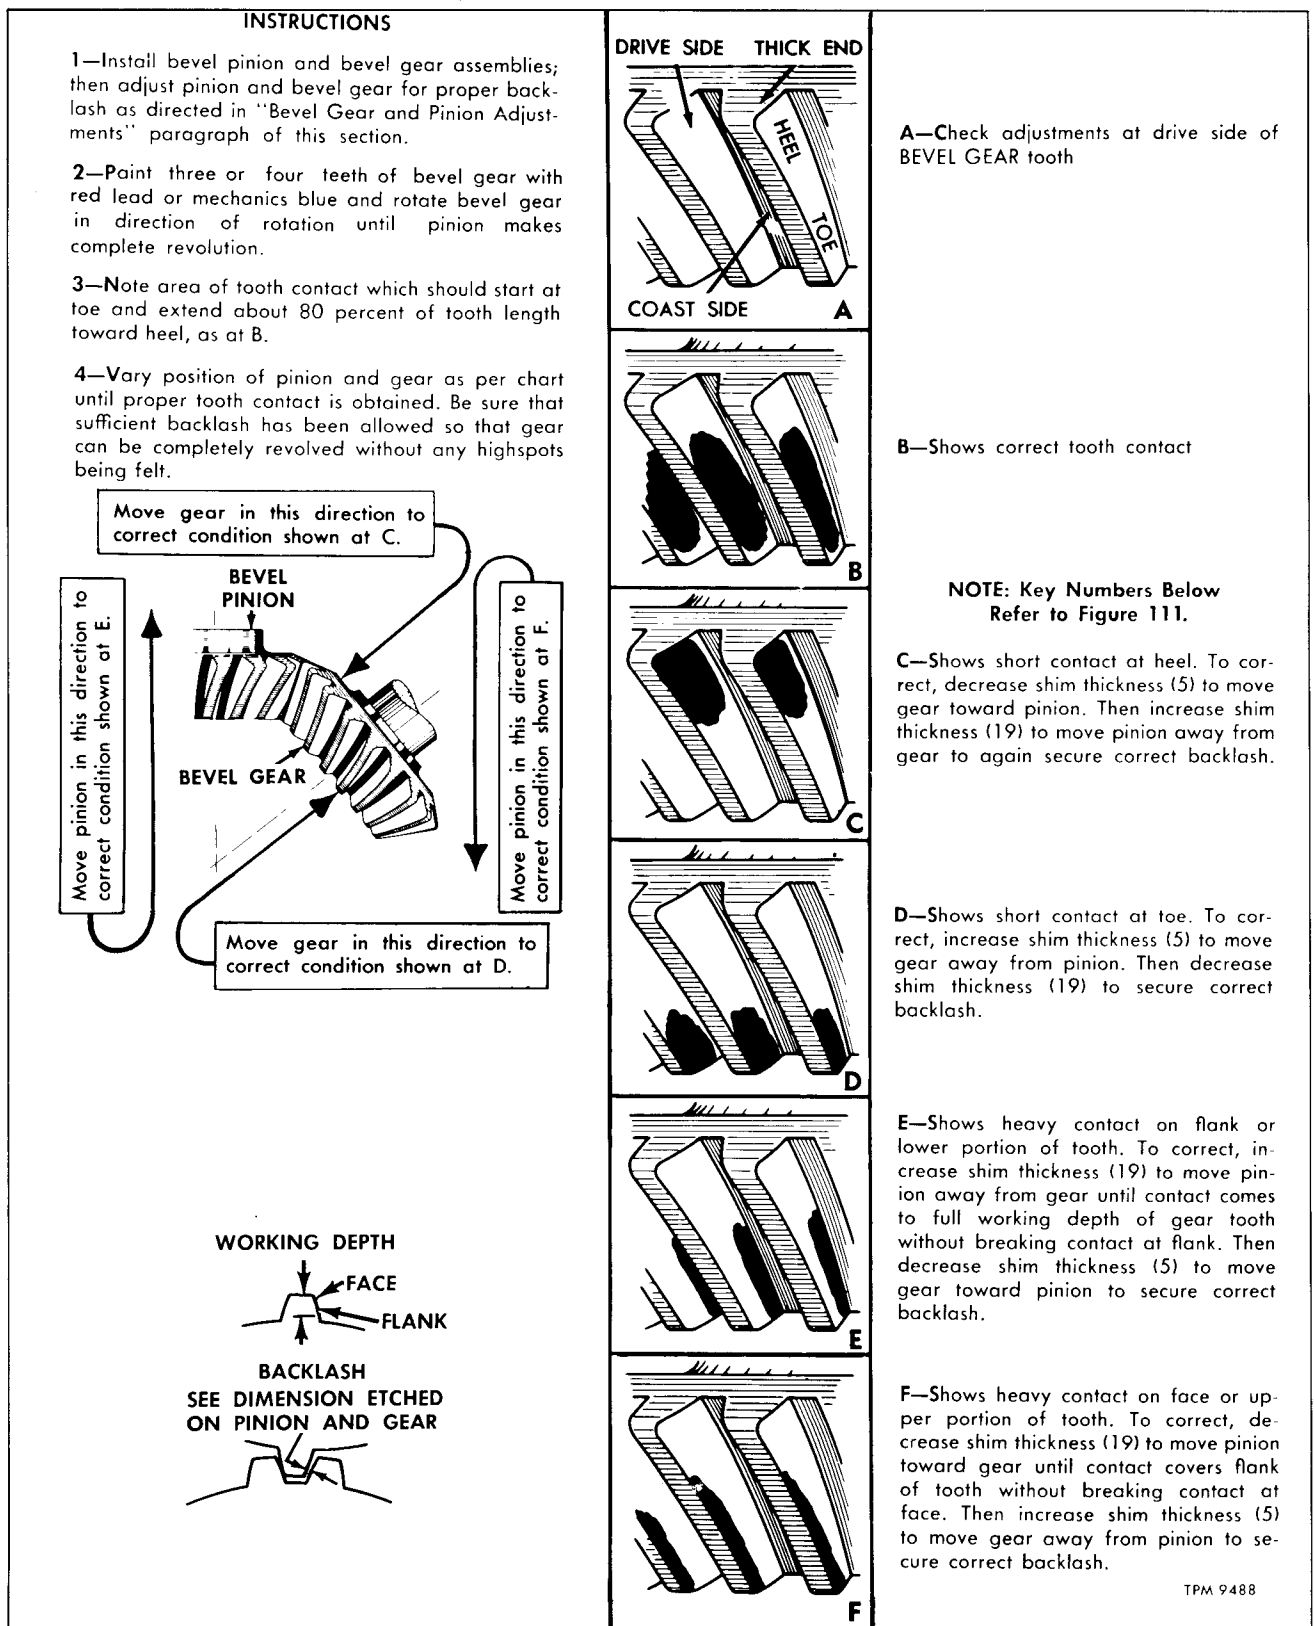 INSTRUCTIONS
1—Install bevel pinion and bevel gear assemblies;
then adjust pinion and bevel gear for proper back-
lash as directed in "Bevel Gear and Pinion Adjust-
ments" paragraph of this section.
2—Paint three or four teeth of bevel gear with
red lead or mechanics blue and rotate bevel gear
in direction of rotation until pinion makes
complete revolution.
3—Note area of tooth contact which should start at
toe and extend about 80 percent of tooth length
toward heel, as at B.
4—Vary position of pinion and gear as per chart
until proper tooth contact is obtained. Be sure that
sufficient backlash has been allowed so that gear
can be completely revolved without any highspots
being felt.
Move gear in this direction to
correct condition shown at C.
Move pinion in this direction to
correct condition shown at E.
BEVEL
PINION
BEVEL GEAR
Move pinion in this direction to
correct condition shown at F.
Move gear in this direction to
correct condition shown at D.
WORKING DEPTH
FACE
FLANK
BACKLASH
SEE DIMENSION ETCHED
ON PINION AND GEAR
DRIVE SIDE THICK END
HEEL
TOE
COAST SIDE
A
B
C
D
E
F
A—Check adjustments at drive side of
BEVEL GEAR tooth
B—Shows correct tooth contact
NOTE: Key Numbers Below
Refer to Figure 111.
C—Shows short contact at heel. To cor-
rect, decrease shim thickness (5) to move
gear toward pinion. Then increase shim
thickness (19) to move pinion away from
gear to again secure correct backlash.
D—Shows short contact at toe. To cor-
rect, increase shim thickness (5) to move
gear away from pinion. Then decrease
shim thickness (19) to secure correct
backlash.
E—Shows heavy contact on flank or
lower portion of tooth. To correct, in-
crease shim thickness (19) to move pin-
ion away from gear until contact comes
to full working depth of gear tooth
without breaking contact at flank. Then
decrease shim thickness (5) to move
gear toward pinion to secure correct
backlash.
F—Shows heavy contact on face or up-
per portion of tooth. To correct, de-
crease shim thickness (19) to move pinion
toward gear until contact covers flank
of tooth without breaking contact at
face. Then increase shim thickness (5)
to move gear away from pinion to se-
cure correct backlash.
TPM 9488